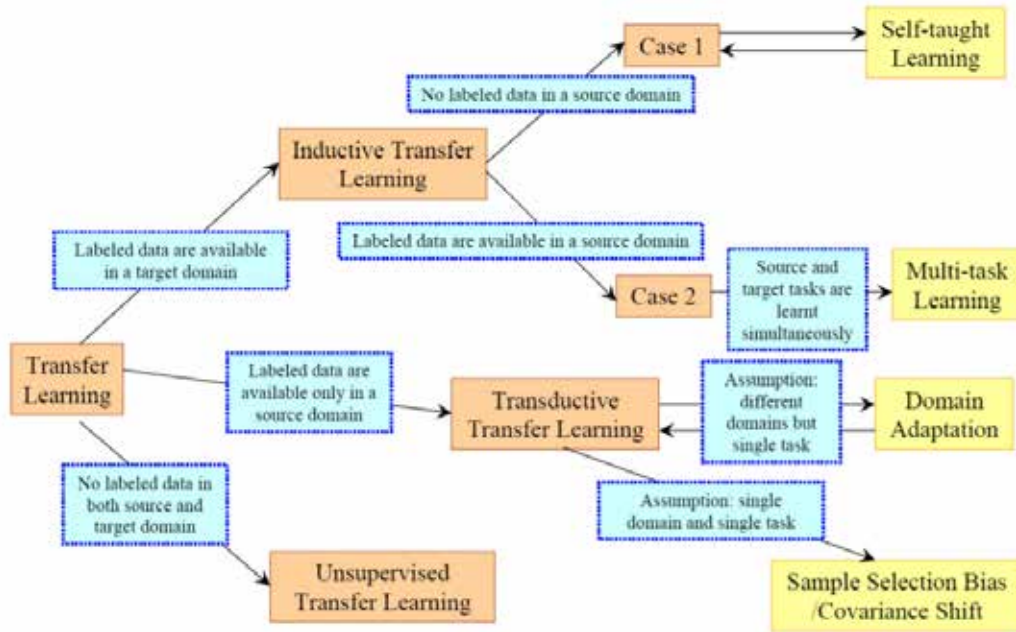 Case 1
Self-taught
Learning
No labeled data in a source domain
Inductive Transfer
Learning
Labeled data are available
in a target domain
Labeled data are available in a source domain
Case 2
Source and
target tasks are
learnt
simultaneously
Multi-task
Learning
Transfer
Learning
Labeled data are
available only in a
source domain
Transductive
Transfer Learning
Assumption:
different
domains but
single task
Domain
Adaptation
No labeled data in
both source and
target domain
Assumption: single
domain and single task
Unsupervised
Transfer Learning
Sample Selection Bias
/Covariance Shift